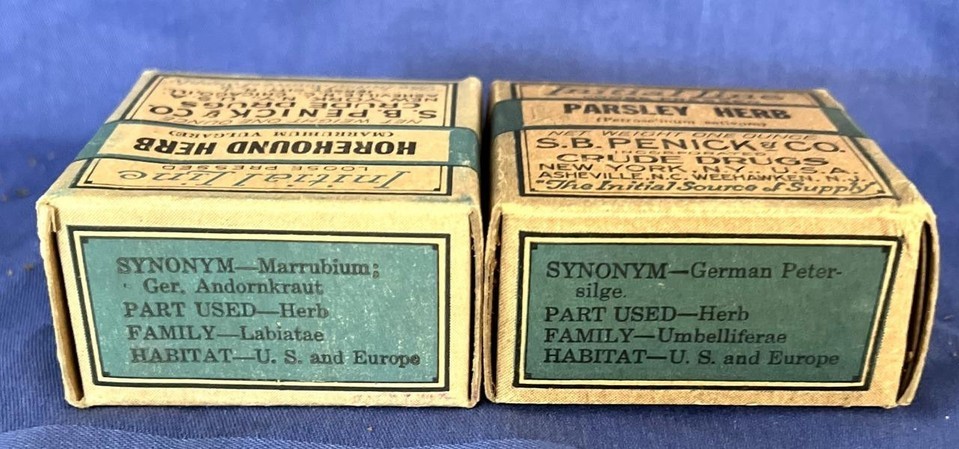 Initial Line
LOOSE PRESSED
HOREHOUND HERB
(MARRUBIUM VULGARE)
S. B. PENICK & CO.
CRUDE DRUGS
SYNONYM—Marrubium;
Ger. Andornkraut
PART USED—Herb
FAMILY—Labiatae
HABITAT—U. S. and Europe
Initial Line
PARSLEY HERB
(Petroselinum sativum)
NET WEIGHT ONE OUNCE
S. B. PENICK & CO.
CRUDE DRUGS
NEW YORK, N.Y., U.S.A.
ASHEVILLE, N.C. WEEHAWKEN, N.J.
"The Initial Source of Supply"
SYNONYM—German Peter-
silge.
PART USED—Herb
FAMILY—Umbelliferae
HABITAT—U. S. and Europe